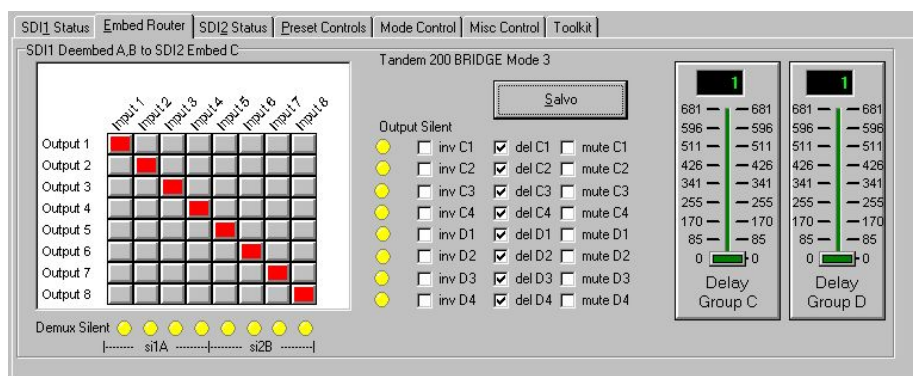 SDI1 Status Embed Router SDI2 Status Preset Controls Mode Control Misc Control Toolkit
SDI1 Deembed A,B to SDI2 Embed C
Input 1 Input 2 Input 3 Input 4 Input 5 Input 6 Input 7 Input 8
Output 1
Output 2
Output 3
Output 4
Output 5
Output 6
Output 7
Output 8
Demux Silent
|------- si1A -------|------- si2B -------|
Tandem 200 BRIDGE Mode 3
Salvo
Output Silent
inv C1 del C1 mute C1
inv C2 del C2 mute C2
inv C3 del C3 mute C3
inv C4 del C4 mute C4
inv D1 del D1 mute D1
inv D2 del D2 mute D2
inv D3 del D3 mute D3
inv D4 del D4 mute D4
1
681 681
596 596
511 511
426 426
341 341
255 255
170 170
85 85
0 0
Delay
Group C
1
681 681
596 596
511 511
426 426
341 341
255 255
170 170
85 85
0 0
Delay
Group D